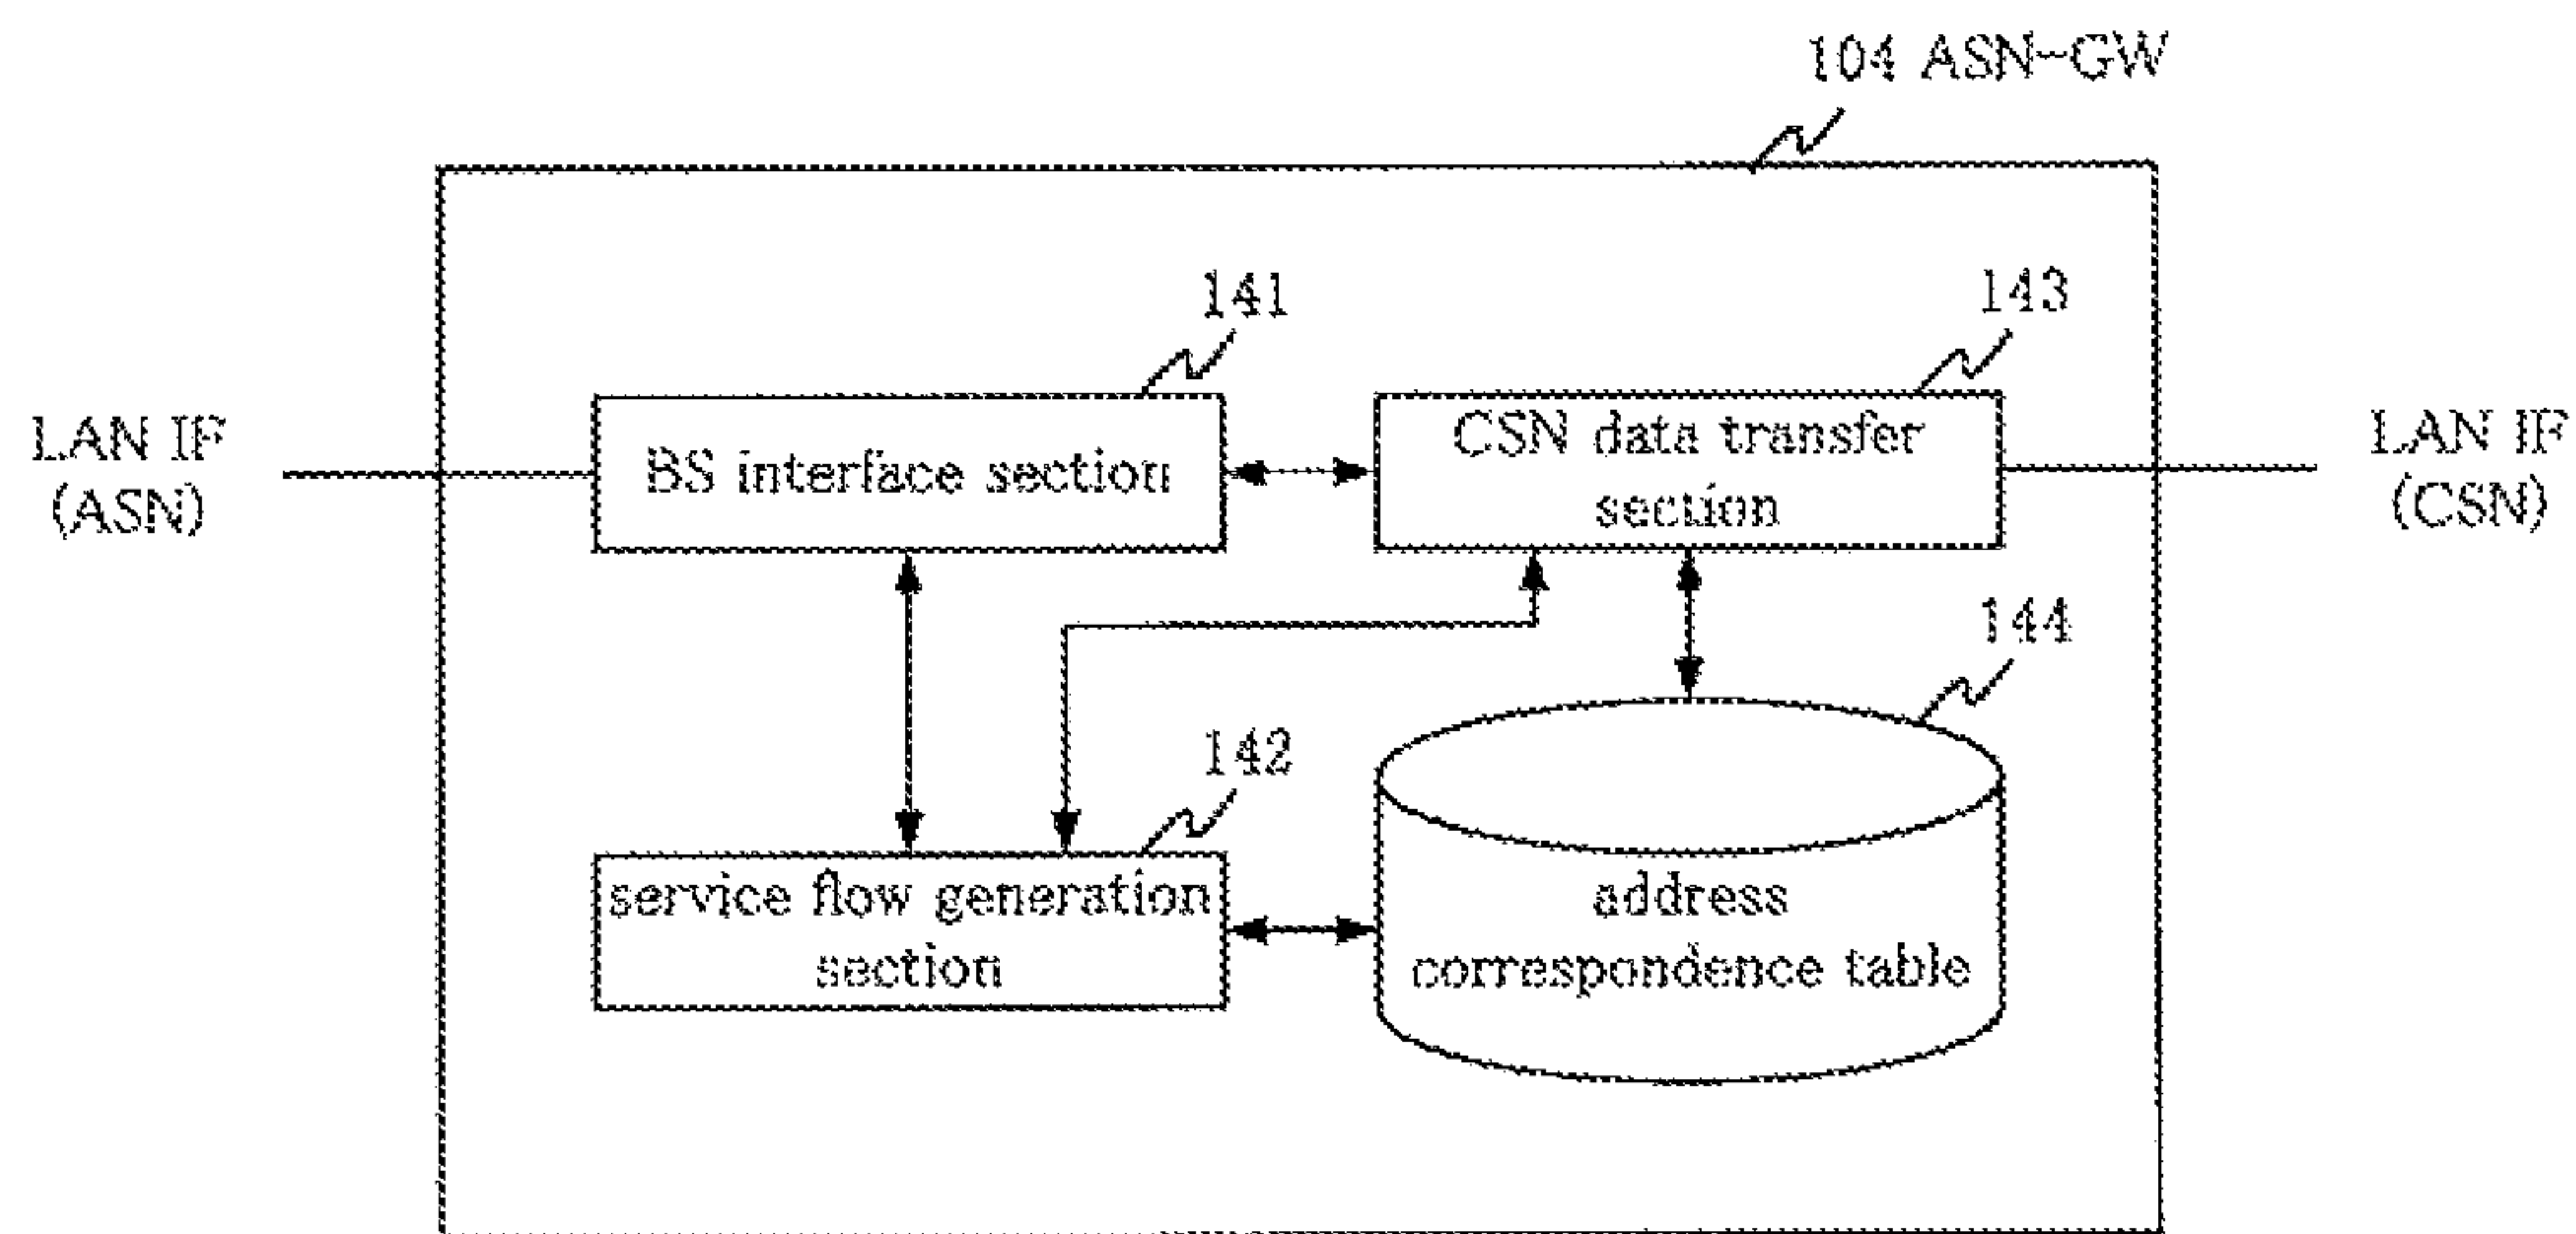 104 ASN-GW
141
143
LAN IF
(ASN)
BS interface section
CSN data transfer
section
LAN IF
(CSN)
144
142
service flow generation
section
address
correspondence table